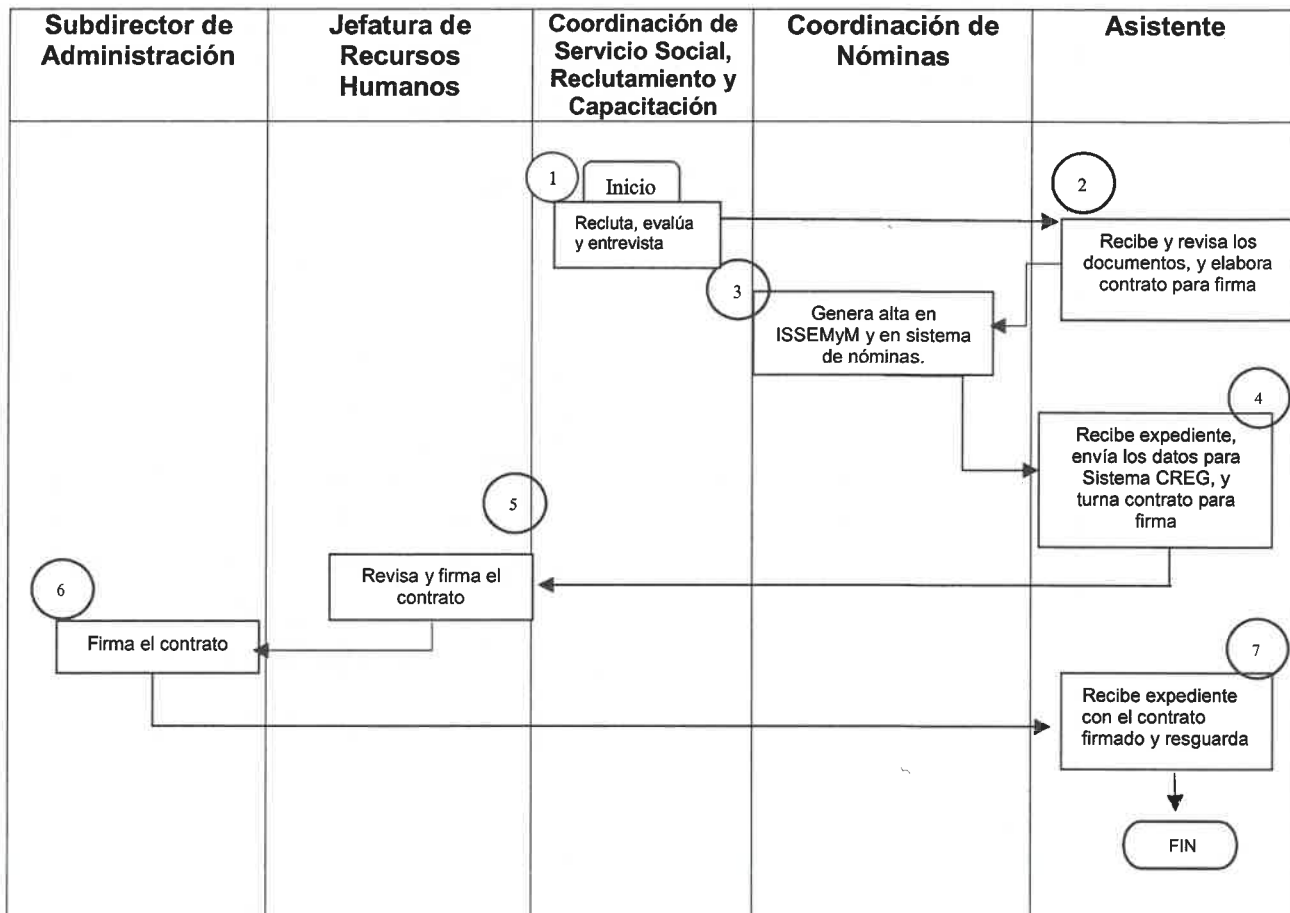 Subdirector de
Administración
Jefatura de
Recursos
Humanos
Coordinación de
Servicio Social,
Reclutamiento y
Capacitación
Coordinación de
Nóminas
Asistente
1
Inicio
Recluta, evalúa
y entrevista
2
Recibe y revisa los
documentos, y elabora
contrato para firma
3
Genera alta en
ISSEMyM y en sistema
de nóminas.
4
Recibe expediente,
envía los datos para
Sistema CREG, y
turna contrato para
firma
5
Revisa y firma el
contrato
6
Firma el contrato
7
Recibe expediente
con el contrato
firmado y resguarda
FIN